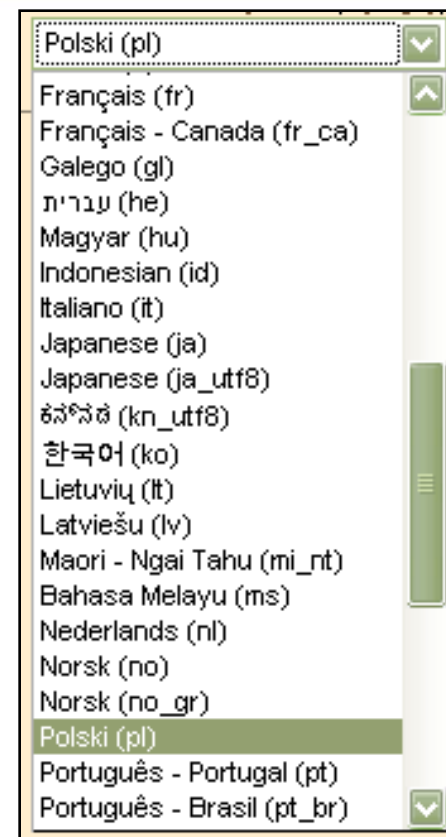 Polski (pl)
Français (fr)
Français - Canada (fr_ca)
Galego (gl)
עברית (he)
Magyar (hu)
Indonesian (id)
Italiano (it)
Japanese (ja)
Japanese (ja_utf8)
(kn_utf8)
한국어 (ko)
Lietuvių (lt)
Latviešu (lv)
Maori - Ngai Tahu (mi_nt)
Bahasa Melayu (ms)
Nederlands (nl)
Norsk (no)
Norsk (no_gr)
Polski (pl)
Português - Portugal (pt)
Português - Brasil (pt_br)